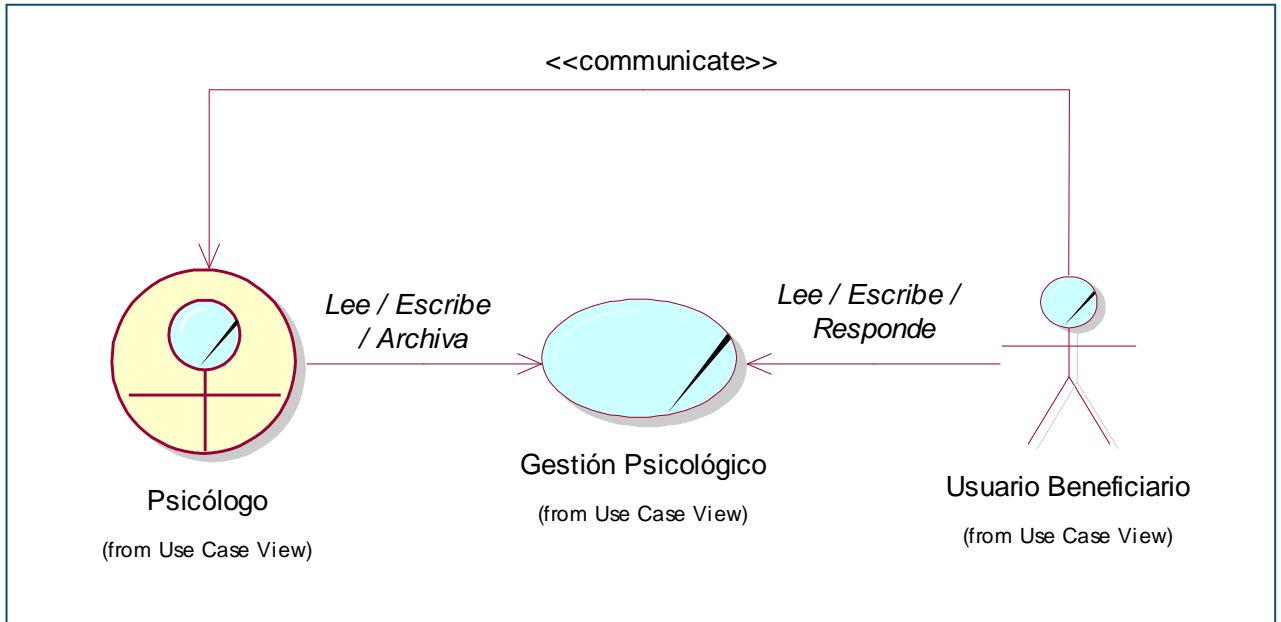 <<communicate>>
Lee / Escribe
/ Archiva
Lee / Escribe /
Responde
Psicólogo
(from Use Case View)
Gestión Psicológico
(from Use Case View)
Usuario Beneficiario
(from Use Case View)